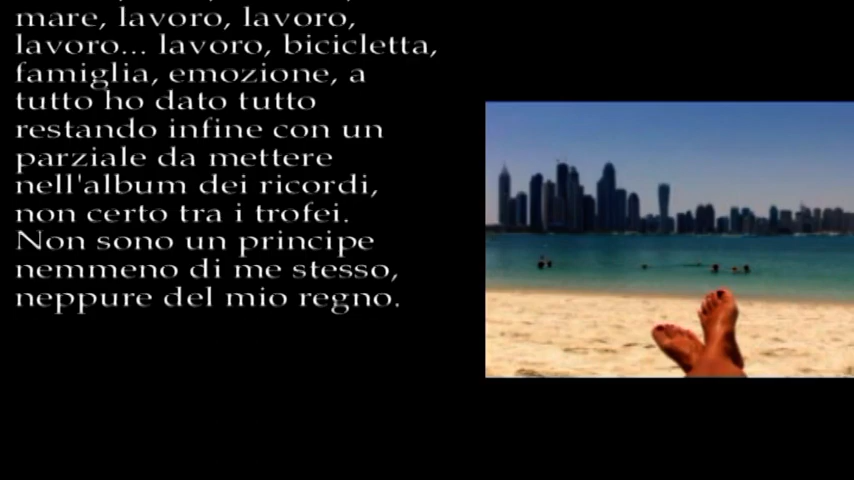 mare, lavoro, lavoro,
lavoro... lavoro, bicicletta,
famiglia, emozione, a
tutto ho dato tutto
restando infine con un
parziale da mettere
nell'album dei ricordi,
non certo tra i trofei.
Non sono un principe
nemmeno di me stesso,
neppure del mio regno.